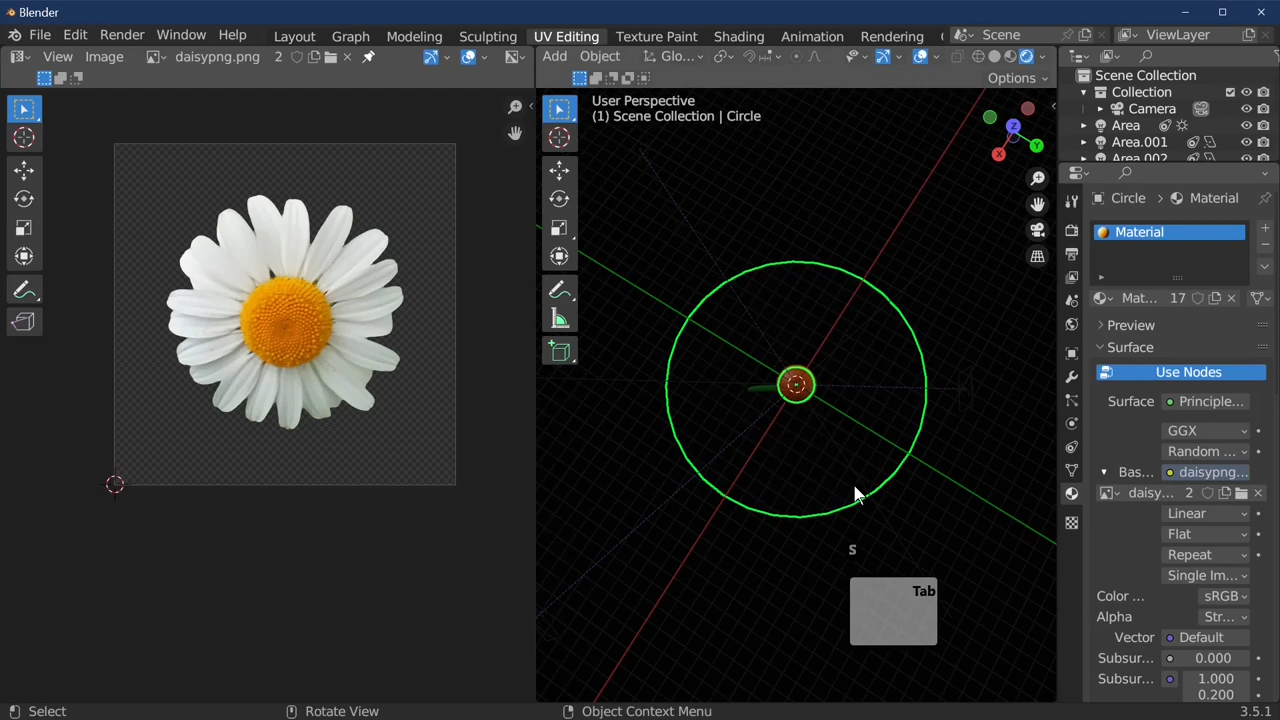 Blender
File Edit Render Window Help Layout Graph Modeling Sculpting UV Editing Texture Paint Shading Animation Rendering Scene ViewLayer
View Image daisypng.png 2 Add Object Glo...
Options
Scene Collection
Collection
Camera
Area
Area.001
Area.002
User Perspective
(1) Scene Collection | Circle
Z
Y
X
Circle > Material
Material
Mat... 17
Preview
Surface
Use Nodes
Surface Principle...
GGX
Random ...
Bas... daisypng...
daisy... 2
Linear
Flat
Repeat
Single Im...
Color ... sRGB
Alpha Str...
Vector Default
Subsur... 0.000
Subsur... 1.000
0.200
S
Tab
Select Rotate View Object Context Menu 3.5.1